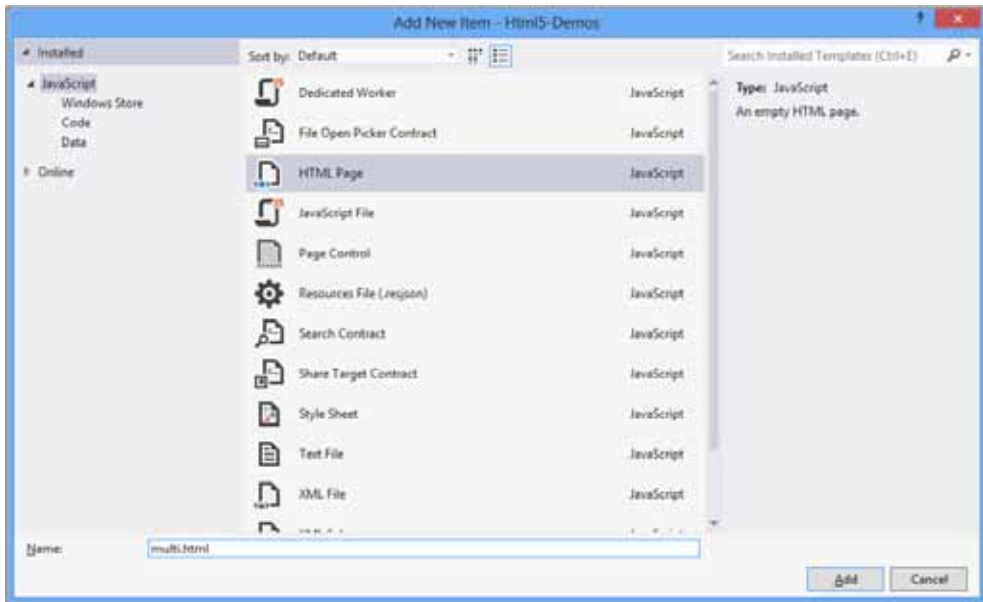 Add New Item - Html5-Demos
?
Installed
Sort by: Default
Search Installed Templates (Ctrl+E)
JavaScript
Windows Store
Code
Data
Online
Dedicated Worker JavaScript
File Open Picker Contract JavaScript
HTML Page JavaScript
JavaScript File JavaScript
Page Control JavaScript
Resources File (.resjson) JavaScript
Search Contract JavaScript
Share Target Contract JavaScript
Style Sheet JavaScript
Text File JavaScript
XML File JavaScript
Type: JavaScript
An empty HTML page.
Name: multi.html
Add Cancel